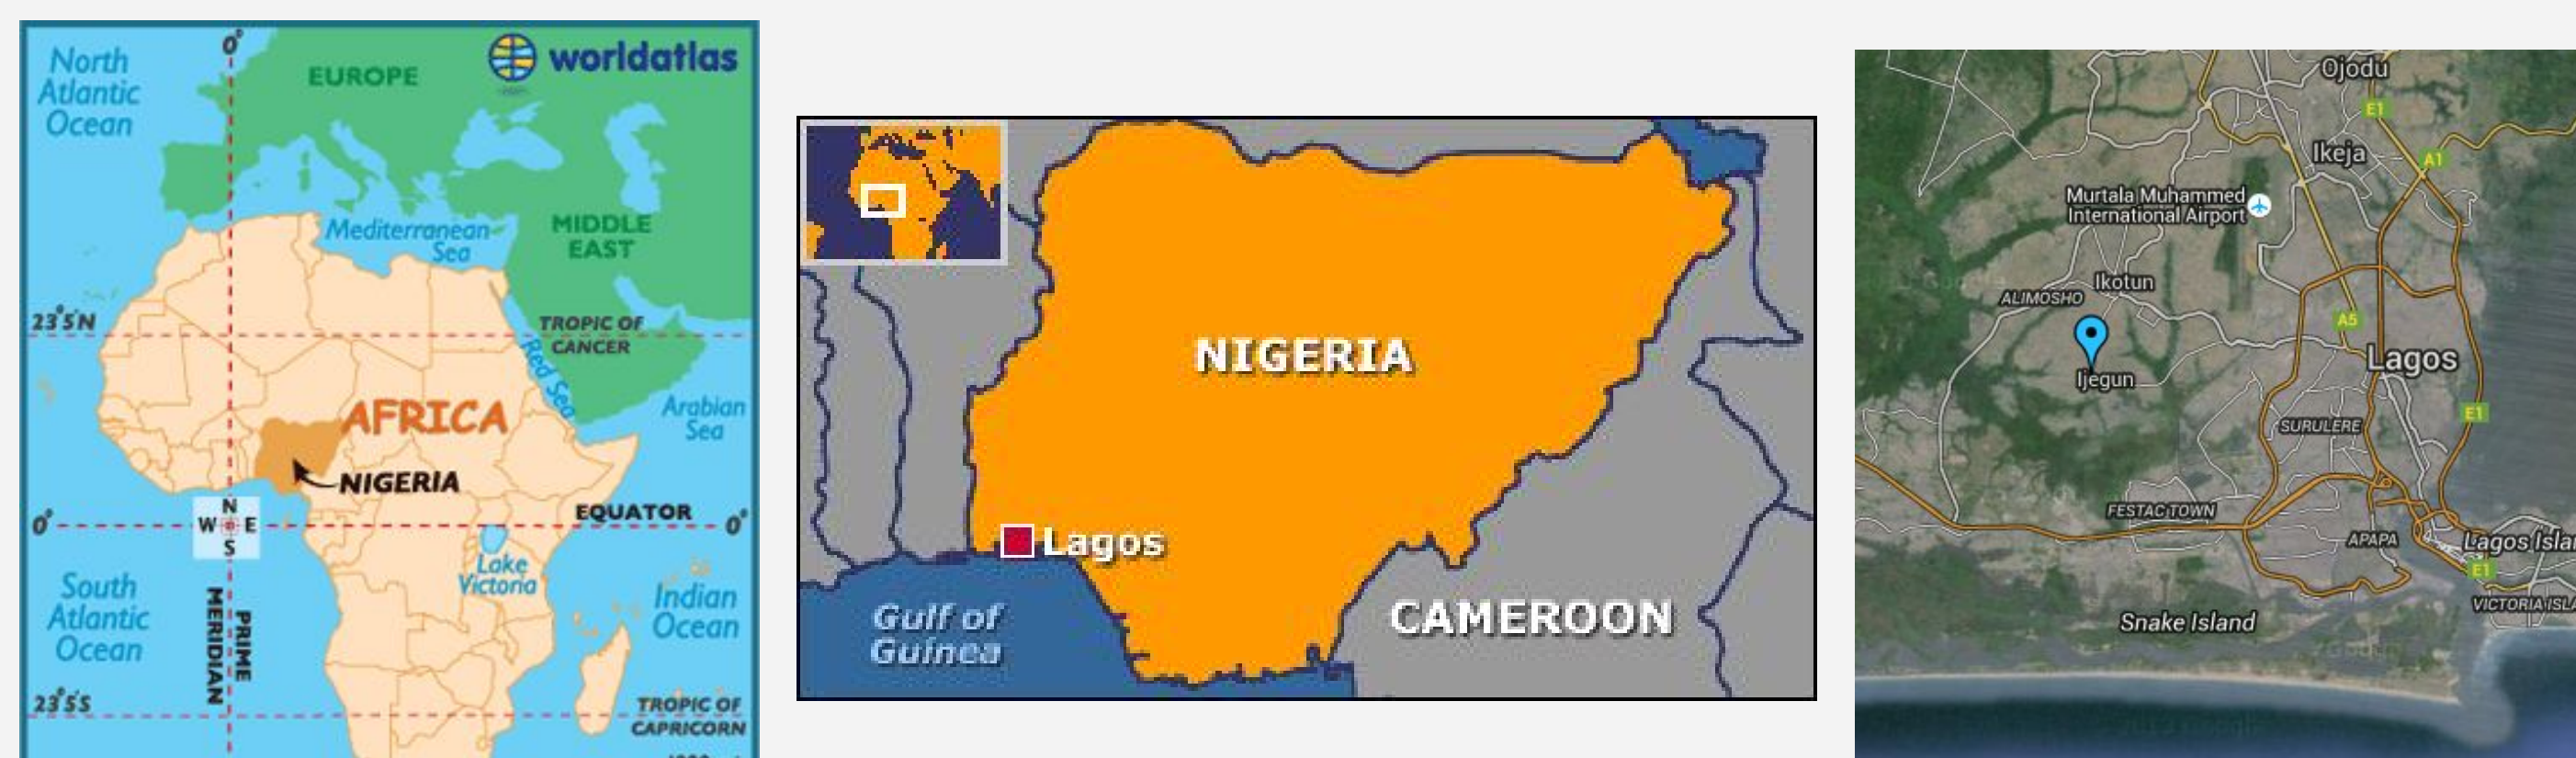 0°
worldatlas
North
Atlantic
Ocean
EUROPE
MIDDLE
EAST
Mediterranean
Sea
23°5'N
TROPIC OF
CANCER
Red Sea
AFRICA
Arabian
Sea
NIGERIA
N
W E
S
EQUATOR
0°
0°
Lake
Victoria
South
Atlantic
Ocean
PRIME
MERIDIAN
Indian
Ocean
23°5'S
TROPIC OF
CAPRICORN
NIGERIA
Lagos
Gulf of
Guinea
CAMEROON
Ojodu
E1
Ikeja
A1
Murtala Muhammed
International Airport
Ikotun
ALIMOSHO
A5
Lagos
Ijegun
E1
SURULERE
FESTAC TOWN
APAPA
Lagos Islan
E1
VICTORIA ISLA
Snake Island